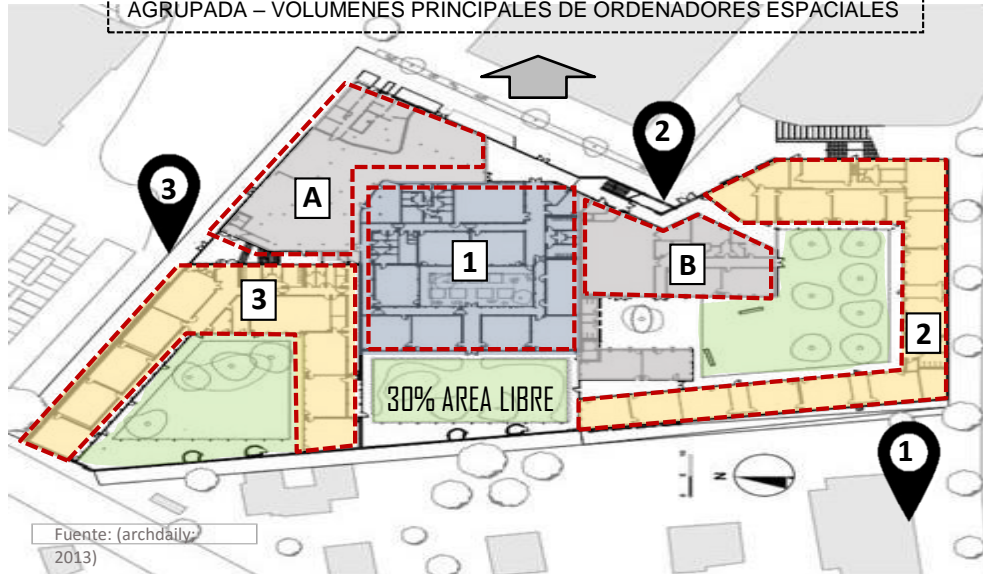 AGRUPADA – VOLUMENES PRINCIPALES DE ORDENADORES ESPACIALES
2
3
A
1
B
3
2
30% AREA LIBRE
1
N
Fuente: (archdaily;
2013)